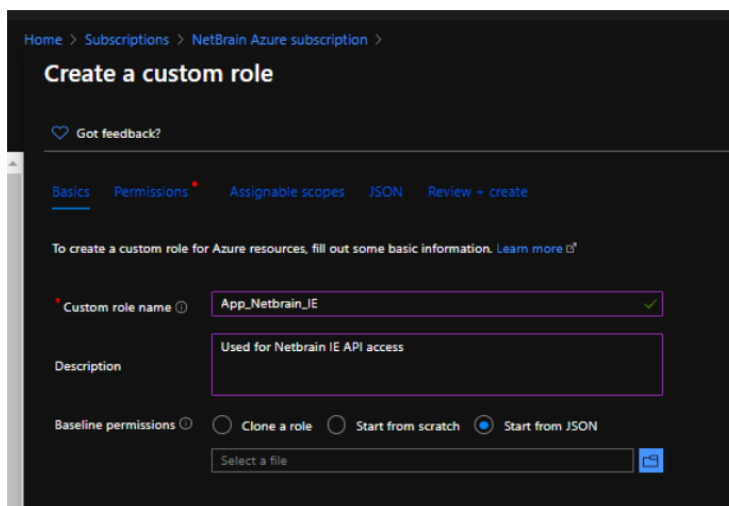 Home > Subscriptions > NetBrain Azure subscription >
Create a custom role
Got feedback?
Basics Permissions * Assignable scopes JSON Review + create
To create a custom role for Azure resources, fill out some basic information. Learn more
* Custom role name App_Netbrain_IE
Description Used for Netbrain IE API access
Baseline permissions Clone a role Start from scratch Start from JSON
Select a file